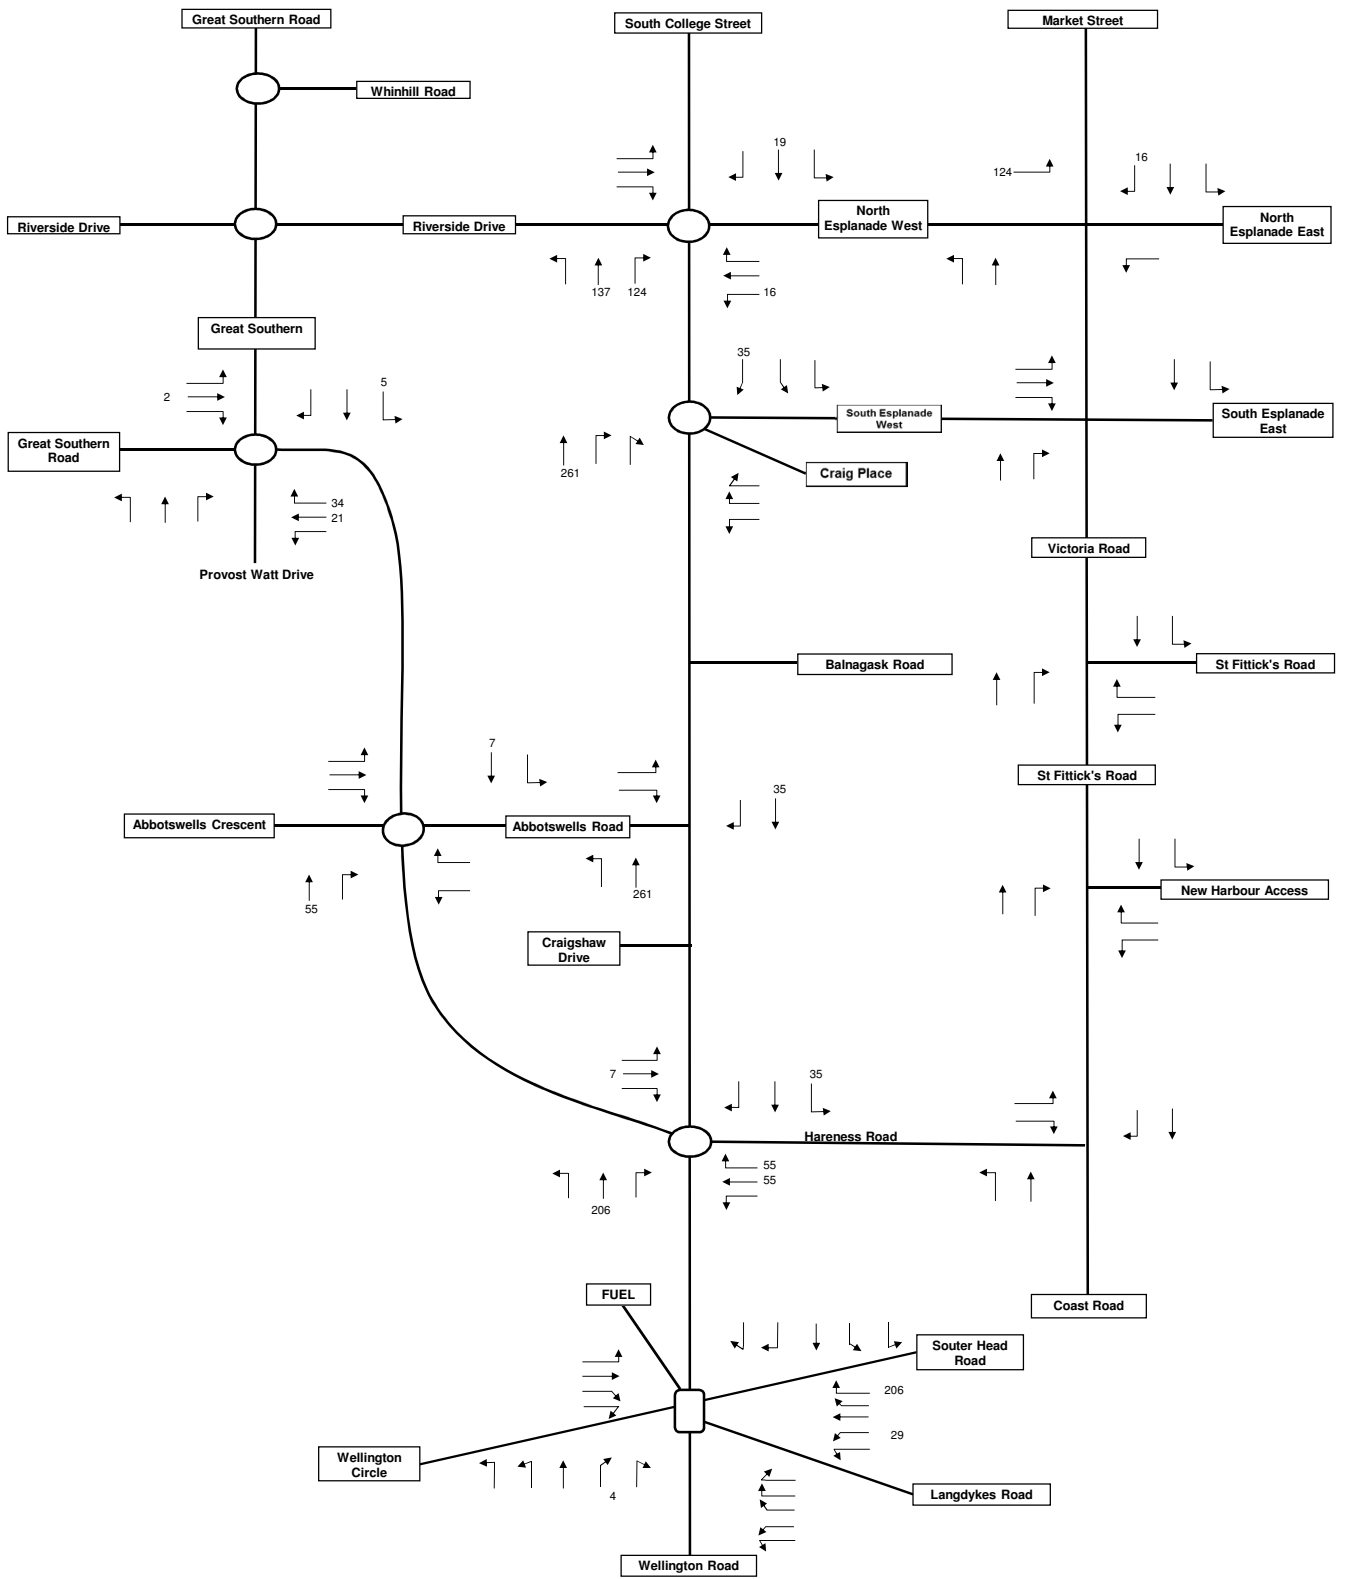 Great Southern Road
South College Street
Market Street
Whinhill Road
19
16
124
Riverside Drive
Riverside Drive
North
Esplanade West
North
Esplanade East
137
124
16
Great Southern
35
5
2
South Esplanade
West
South Esplanade
East
Great Southern
Road
261
Craig Place
34
21
Victoria Road
Provost Watt Drive
Balnagask Road
St Fittick's Road
7
St Fittick's Road
35
Abbotswells Crescent
Abbotswells Road
261
55
New Harbour Access
Craigshaw
Drive
7
35
Hareness Road
55
55
206
FUEL
Coast Road
Souter Head
Road
206
29
Wellington
Circle
4
Langdykes Road
Wellington Road